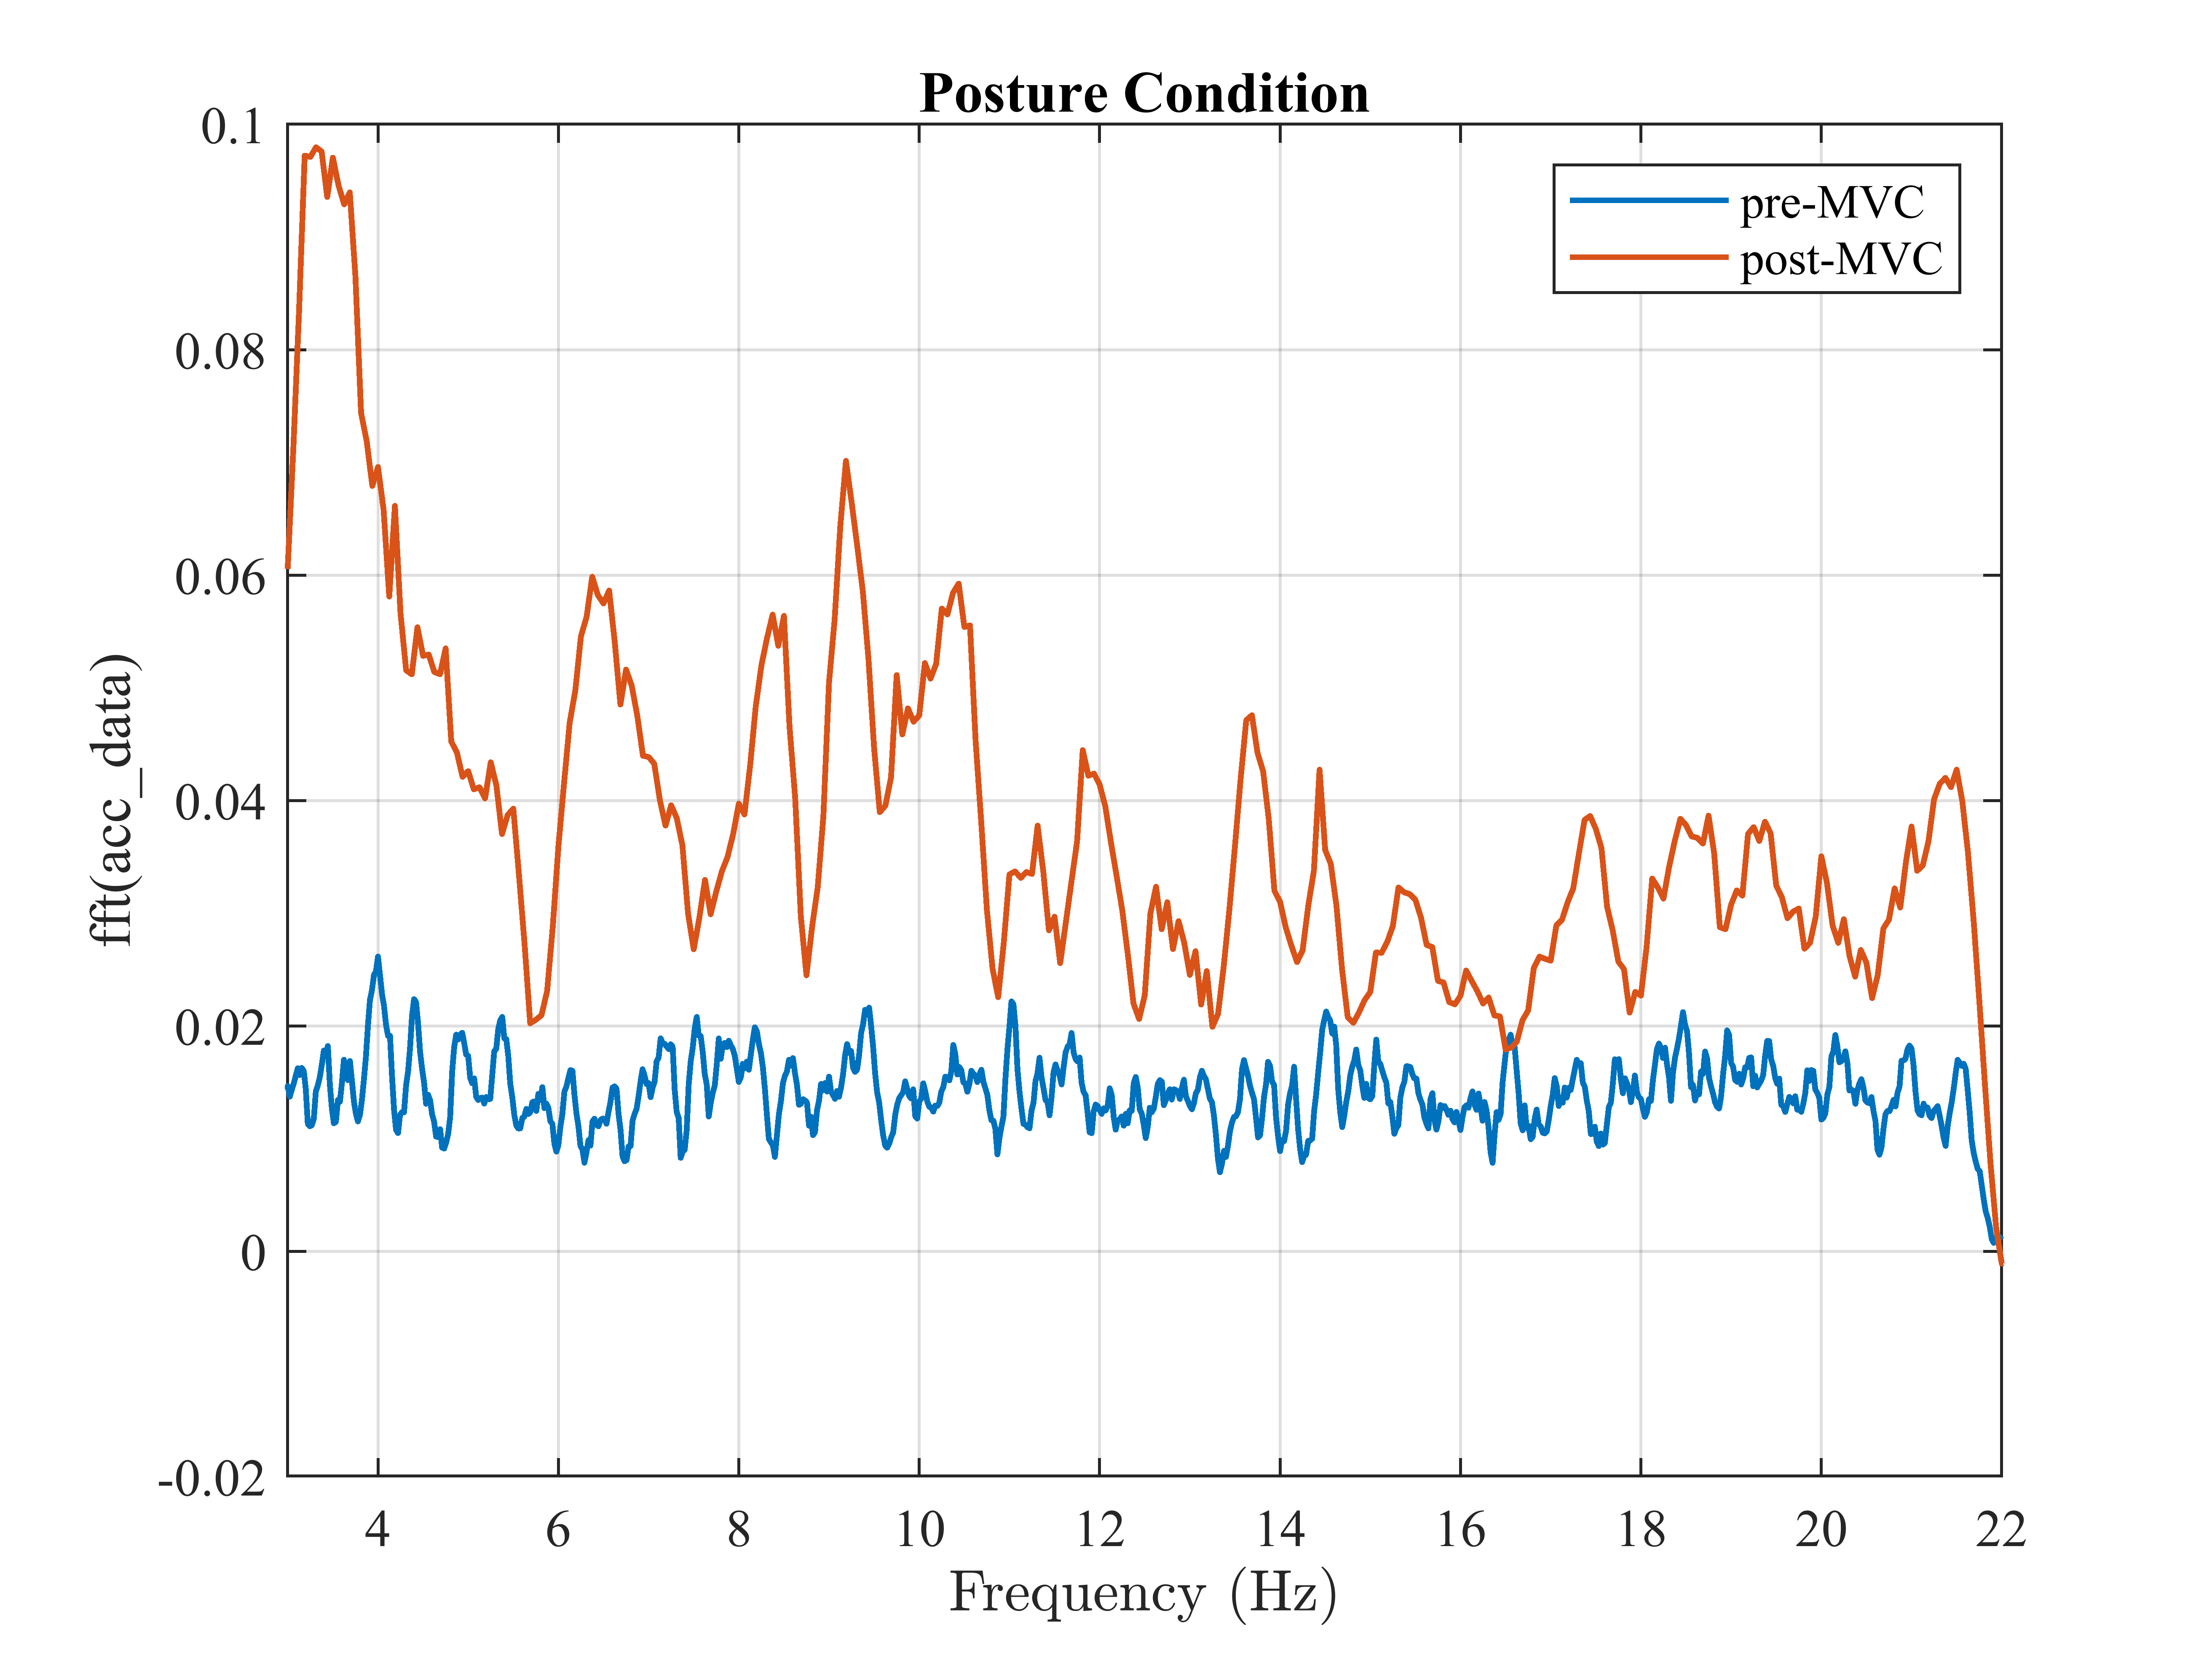 Posture Condition
pre-MVC
post-MVC
0.1
0.08
0.06
0.04
0.02
0
-0.02
fft(acc_data)
4 6 8 10 12 14 16 18 20 22
Frequency (Hz)